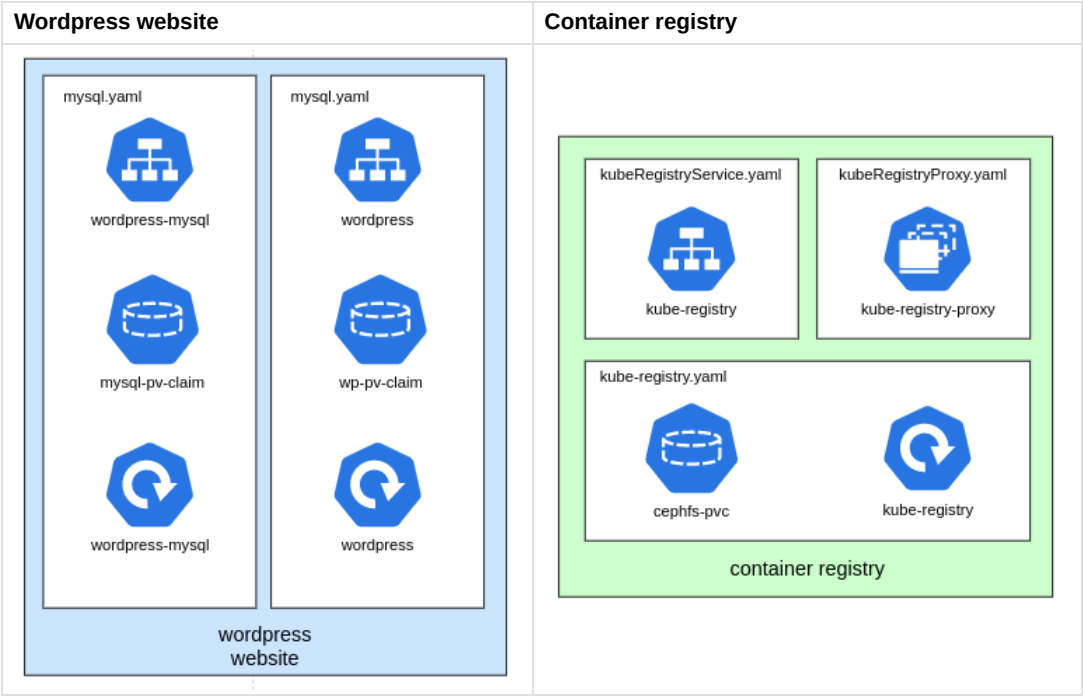 Wordpress website
Container registry
mysql.yaml
wordpress-mysql
mysql-pv-claim
wordpress-mysql
mysql.yaml
wordpress
wp-pv-claim
wordpress
wordpress
website
kubeRegistryService.yaml
kube-registry
kubeRegistryProxy.yaml
kube-registry-proxy
kube-registry.yaml
cephfs-pvc
kube-registry
container registry